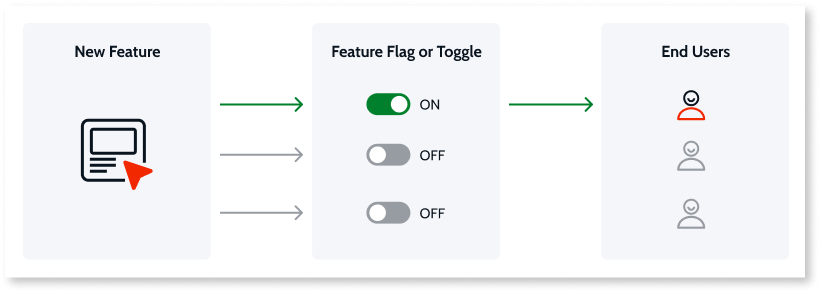 New Feature
Feature Flag or Toggle
End Users
ON
OFF
OFF